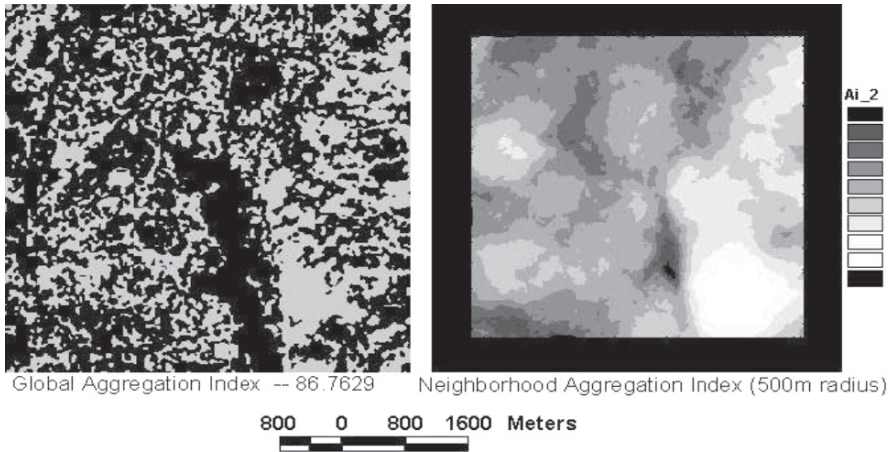 Ai_2
Global Aggregation Index -- 86.7629
Neighborhood Aggregation Index (500m radius)
800 0 800 1600 Meters